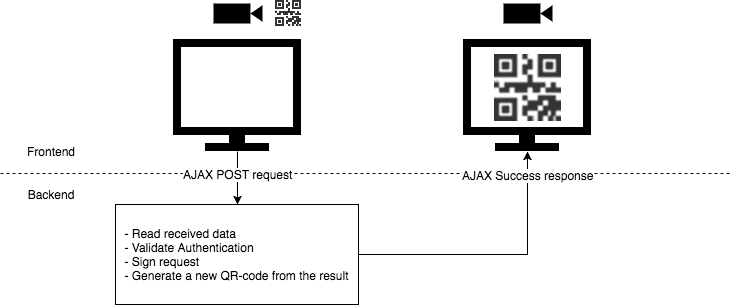 Frontend
AJAX POST request
AJAX Success response
Backend
- Read received data
- Validate Authentication
- Sign request
- Generate a new QR-code from the result